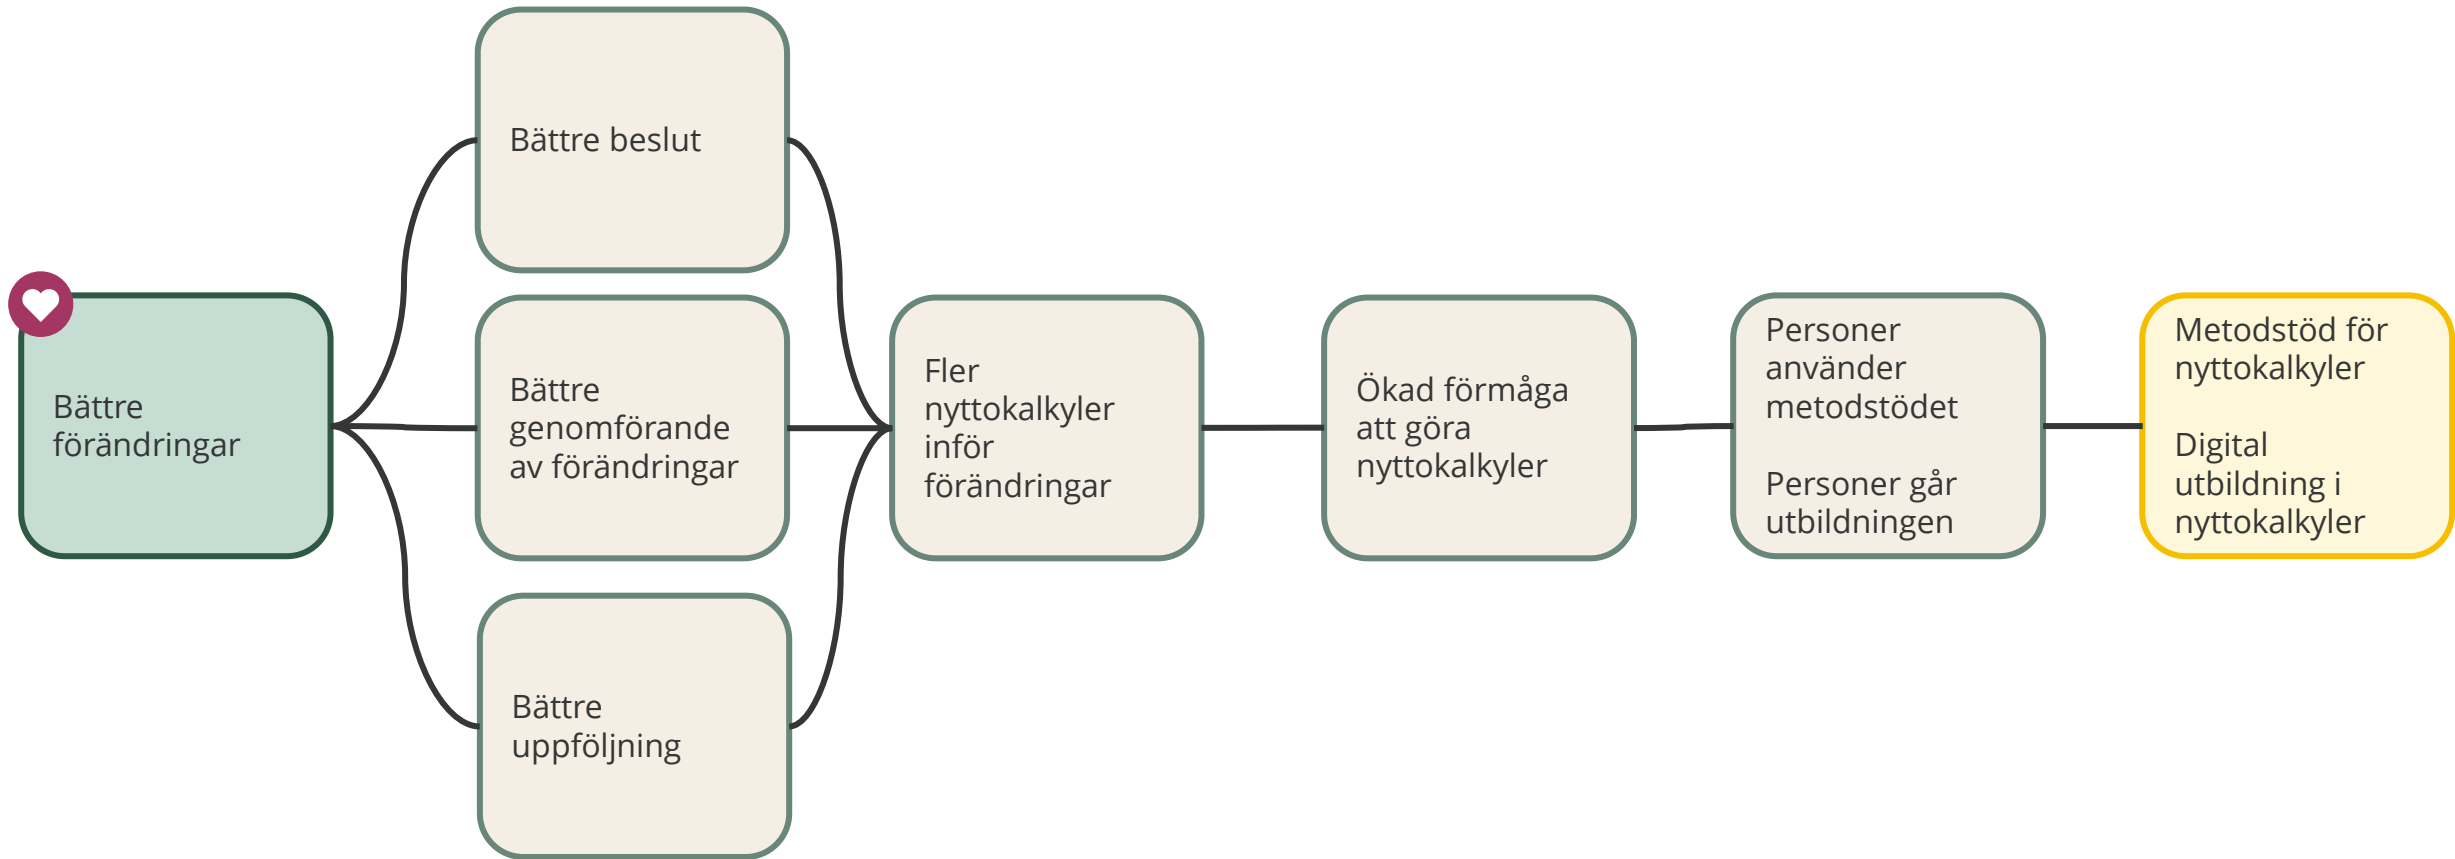 Bättre
förändringar
Bättre beslut
Bättre
genomförande
av förändringar
Bättre
uppföljning
Fler
nyttokalkyler
inför
förändringar
Ökad förmåga
att göra
nyttokalkyler
Personer
använder
metodstödet
Personer går
utbildningen
Metodstöd för
nyttokalkyler
Digital
utbildning i
nyttokalkyler